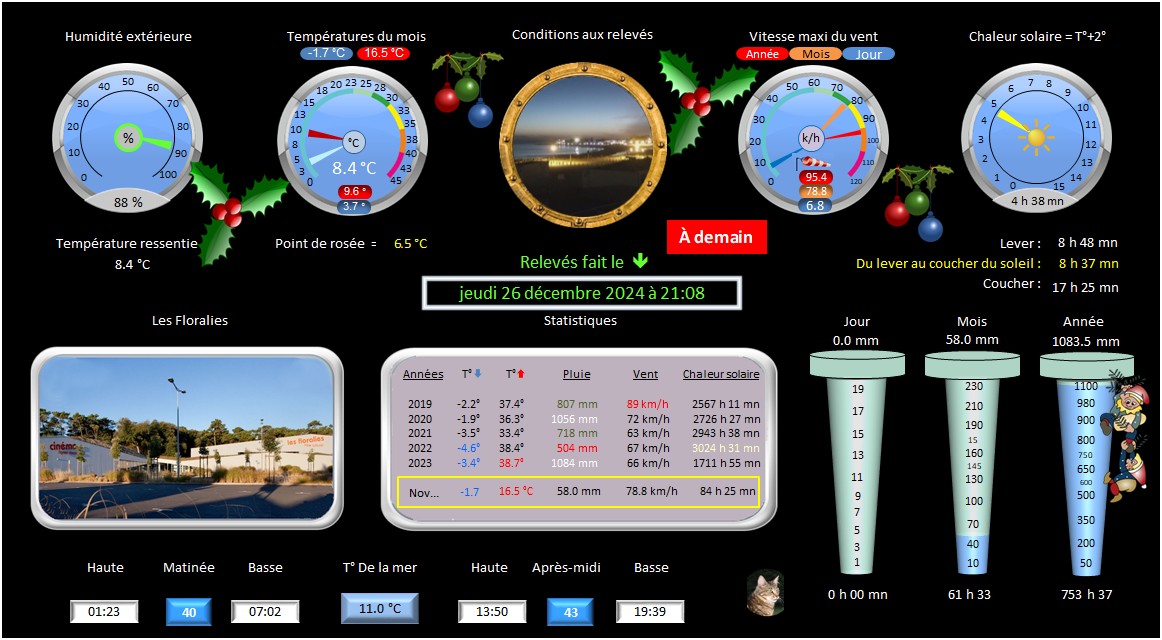 Humidité extérieure
0 10 20 30 40 50 60 70 80 90 100
%
88 %
Températures du mois
-1.7 °C 16.5 °C
0 3 5 8 10 13 15 18 20 23 25 28 30 33 35 38 40 43 45
°C
8.4 °C
9.6 °
3.7 °
Conditions aux relevés
Vitesse maxi du vent
Année Mois Jour
0 10 20 30 40 50 60 70 80 90 100 110 120
k/h
95.4
78.8
6.8
Chaleur solaire = T°+2°
0 1 2 3 4 5 6 7 8 9 10 11 12 13 14 15
4 h 38 mn
Température ressentie
8.4 °C
Point de rosée = 6.5 °C
À demain
Relevés fait le
jeudi 26 décembre 2024 à 21:08
Lever : 8 h 48 mn
Du lever au coucher du soleil : 8 h 37 mn
Coucher : 17 h 25 mn
Les Floralies
cinéma
les floralies
Statistiques
Années T° T° Pluie Vent Chaleur solaire
2019 -2.2° 37.4° 807 mm 89 km/h 2567 h 11 mn
2020 -1.9° 36.3° 1056 mm 72 km/h 2726 h 27 mn
2021 -3.5° 33.4° 718 mm 63 km/h 2943 h 38 mn
2022 -4.6° 38.4° 504 mm 67 km/h 3024 h 31 mn
2023 -3.4° 38.7° 1084 mm 66 km/h 1711 h 55 mn
Nov... -1.7 16.5 °C 58.0 mm 78.8 km/h 84 h 25 mn
Jour
0.0 mm
19
17
15
13
11
9
7
5
3
1
0 h 00 mn
Mois
58.0 mm
230
210
190
15
160
145
130
100
70
40
10
61 h 33
Année
1083.5 mm
1100
980
900
800
750
650
600
500
350
200
50
753 h 37
Haute Matinée Basse
01:23 40 07:02
T° De la mer
11.0 °C
Haute Après-midi Basse
13:50 43 19:39